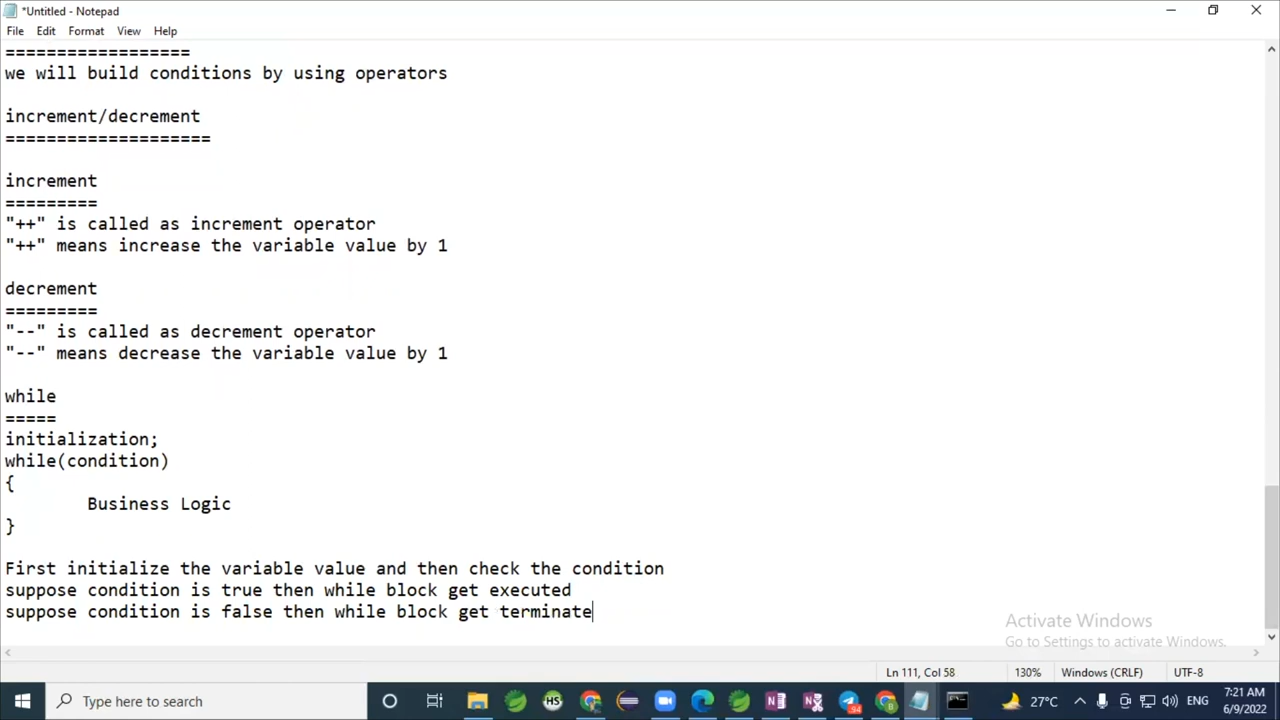 *Untitled - Notepad
File Edit Format View Help
==================
we will build conditions by using operators
increment/decrement
====================
increment
=========
"++" is called as increment operator
"++" means increase the variable value by 1
decrement
=========
"--" is called as decrement operator
"--" means decrease the variable value by 1
while
=====
initialization;
while(condition)
{
Business Logic
}
First initialize the variable value and then check the condition
suppose condition is true then while block get executed
suppose condition is false then while block get terminate
Activate Windows
Go to Settings to activate Windows.
Ln 111, Col 58 130% Windows (CRLF) UTF-8
Type here to search HS 27°C ENG 7:21 AM
6/9/2022